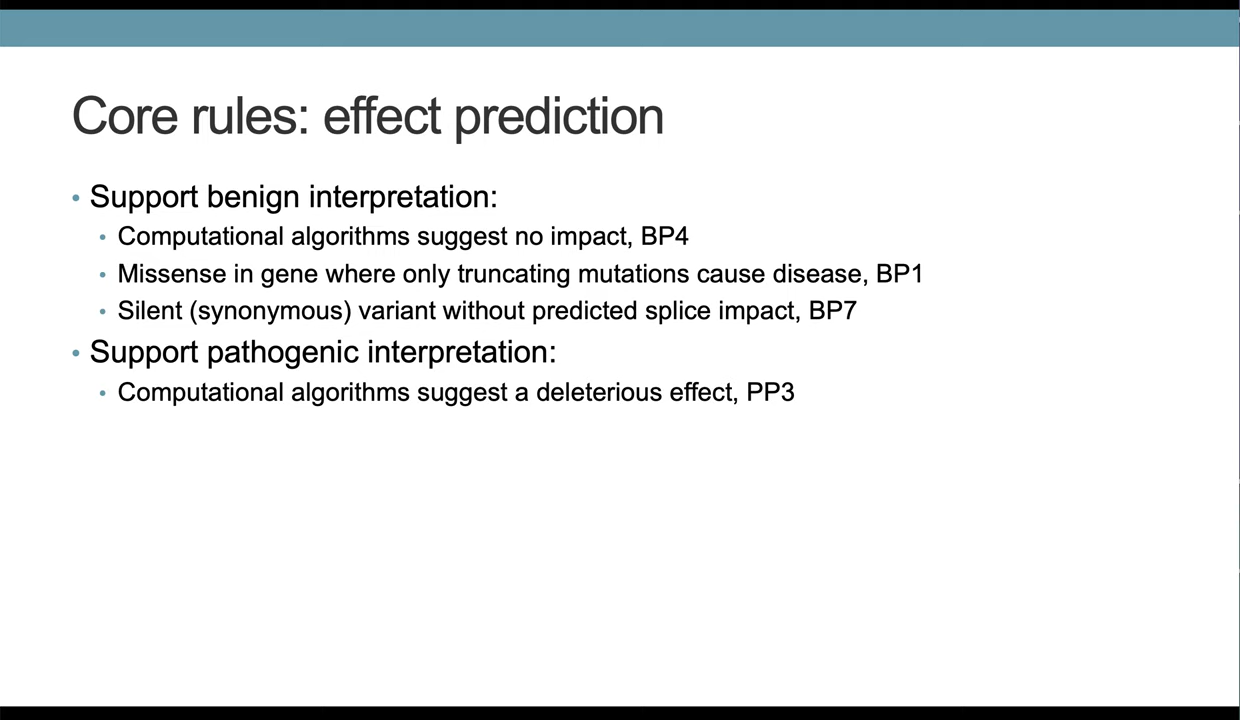 Core rules: effect prediction
• Support benign interpretation:
• Computational algorithms suggest no impact, BP4
• Missense in gene where only truncating mutations cause disease, BP1
• Silent (synonymous) variant without predicted splice impact, BP7
• Support pathogenic interpretation:
• Computational algorithms suggest a deleterious effect, PP3